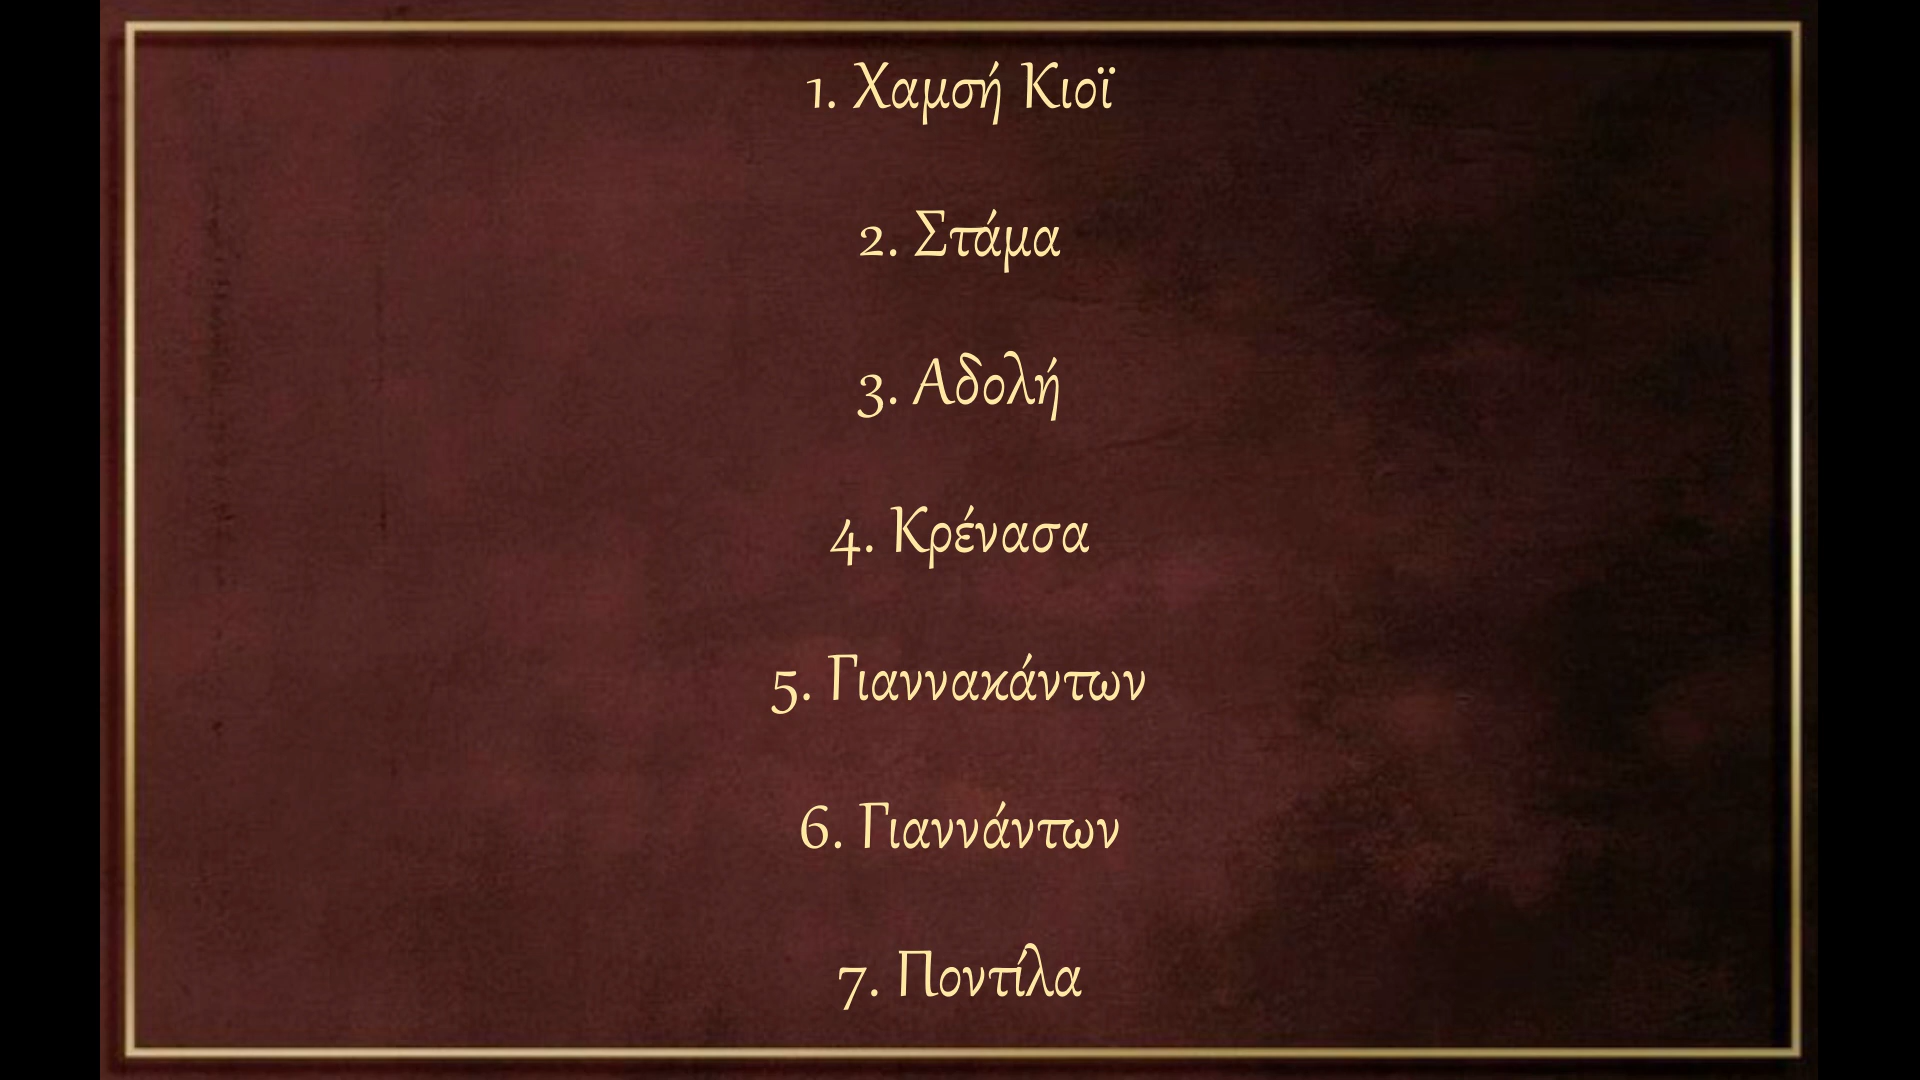 1. Χαμσή Κιοϊ
2. Στάμα
3. Αδολή
4. Κρένασα
5. Γιαννακάντων
6. Γιαννάντων
7. Ποντίλα